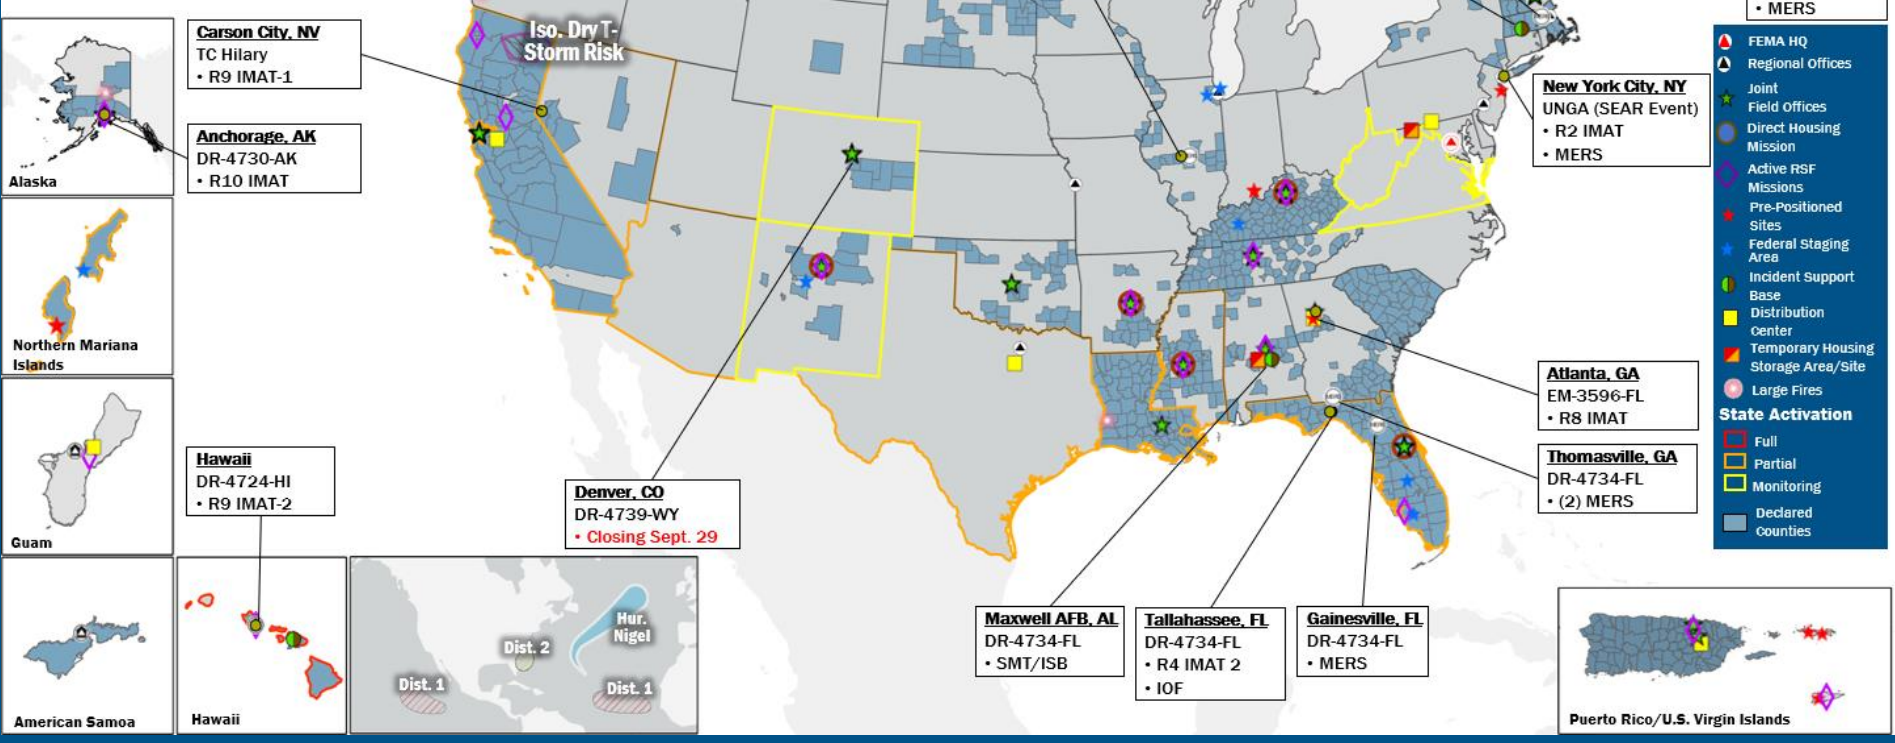 • MERS
Carson City, NV
TC Hilary
• R9 IMAT-1
Iso. Dry T-
Storm Risk
Anchorage, AK
DR-4730-AK
• R10 IMAT
Alaska
New York City, NY
UNGA (SEAR Event)
• R2 IMAT
• MERS
FEMA HQ
Regional Offices
Joint
Field Offices
Direct Housing
Mission
Active RSF
Missions
Pre-Positioned
Sites
Federal Staging
Area
Incident Support
Base
Distribution
Center
Temporary Housing
Storage Area/Site
Large Fires
State Activation
Full
Partial
Monitoring
Declared
Counties
Northern Mariana
Islands
Guam
Hawaii
DR-4724-HI
• R9 IMAT-2
Denver, CO
DR-4739-WY
• Closing Sept. 29
Atlanta, GA
EM-3596-FL
• R8 IMAT
Thomasville, GA
DR-4734-FL
• (2) MERS
Maxwell AFB, AL
DR-4734-FL
• SMT/ISB
Tallahassee, FL
DR-4734-FL
• R4 IMAT 2
• IOF
Gainesville, FL
DR-4734-FL
• MERS
American Samoa
Hawaii
Hur.
Nigel
Dist. 2
Dist. 1
Dist. 1
Puerto Rico/U.S. Virgin Islands